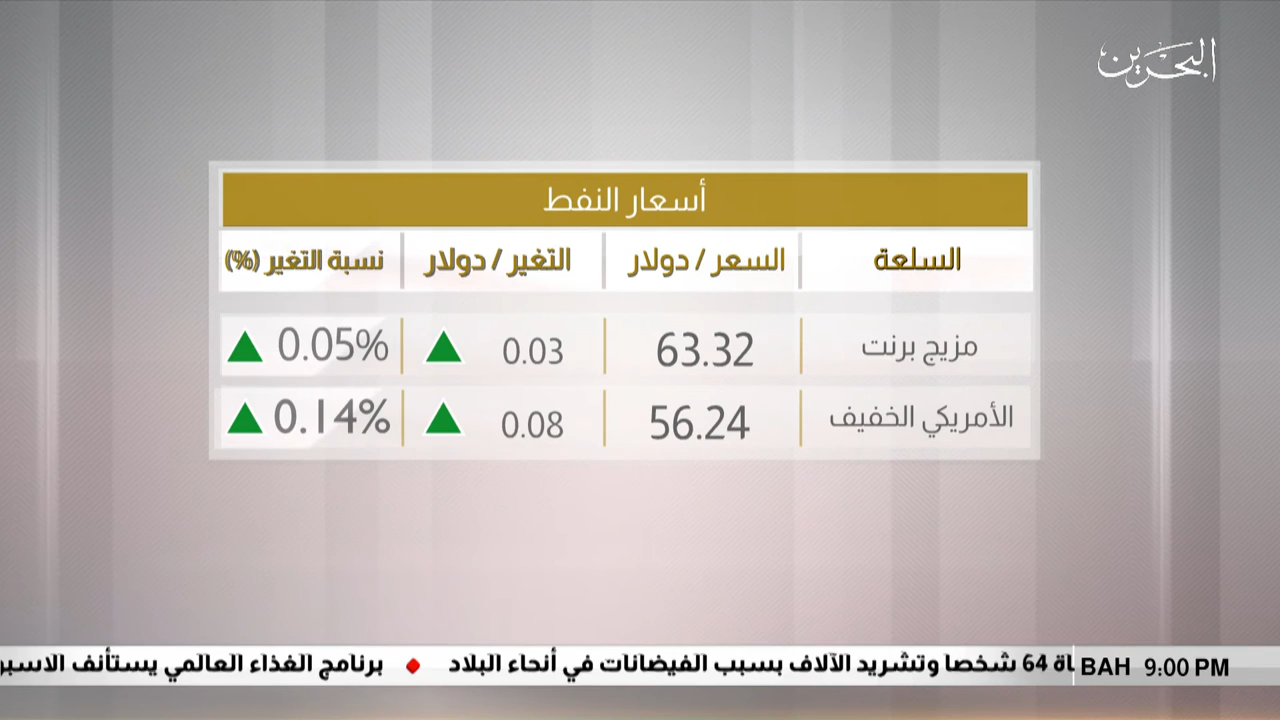 البحرين
أسعار النفط
السلعة السعر / دولار التغير / دولار نسبة التغير (%)
مزيج برنت 63.32 0.03 0.05%
الأمريكي الخفيف 56.24 0.08 0.14%
BAH 9:00 PM
64 شخصا وتشريد الآلاف بسبب الفيضانات في أنحاء البلاد برنامج الغذاء العالمي يستأنف